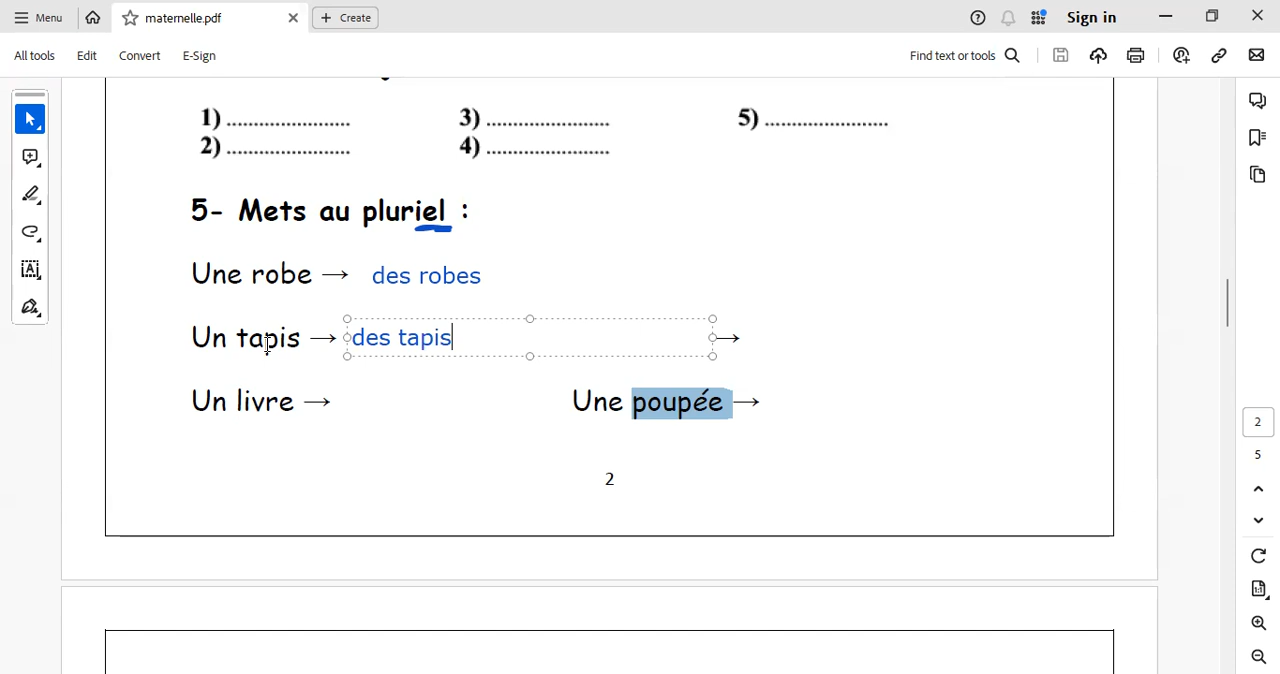 Menu maternelle.pdf Create Sign in
All tools Edit Convert E-Sign Find text or tools
1) ...................... 3) ...................... 5) ......................
2) ...................... 4) ......................
5- Mets au pluriel :
Une robe → des robes
Un tapis → des tapis →
Un livre → Une poupée →
2
2
5